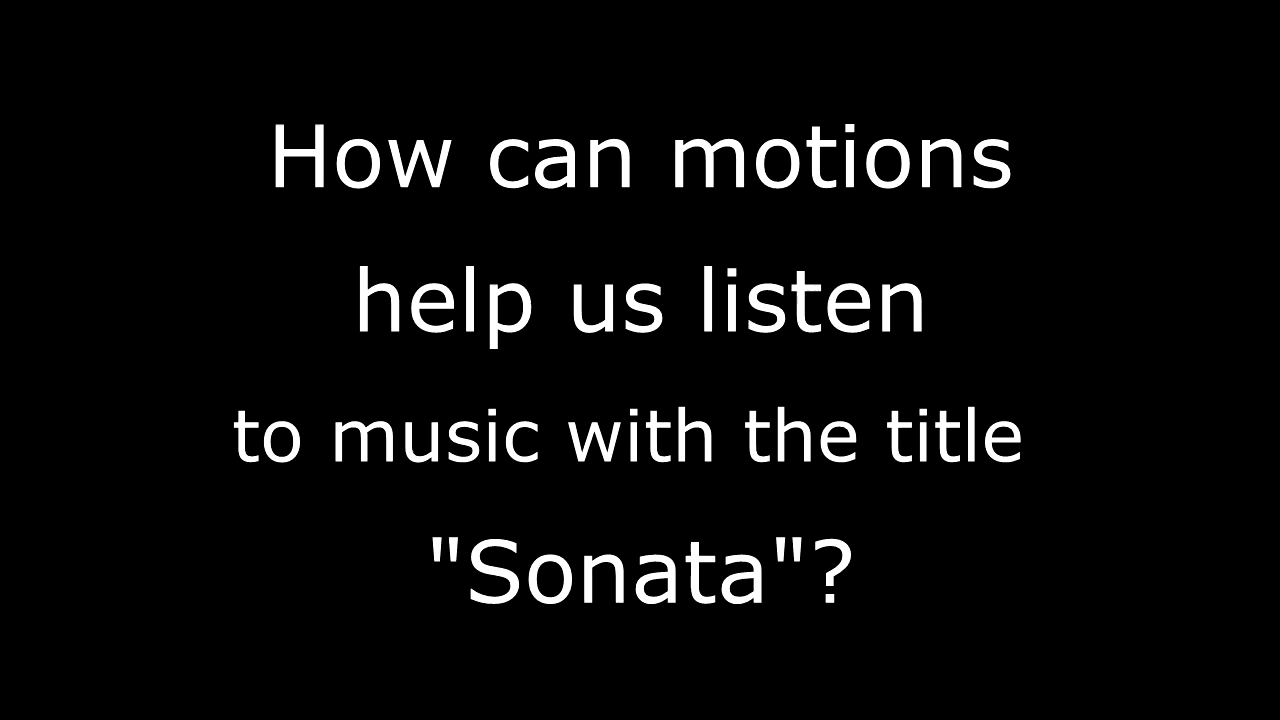 How can motions
help us listen
to music with the title
"Sonata"?